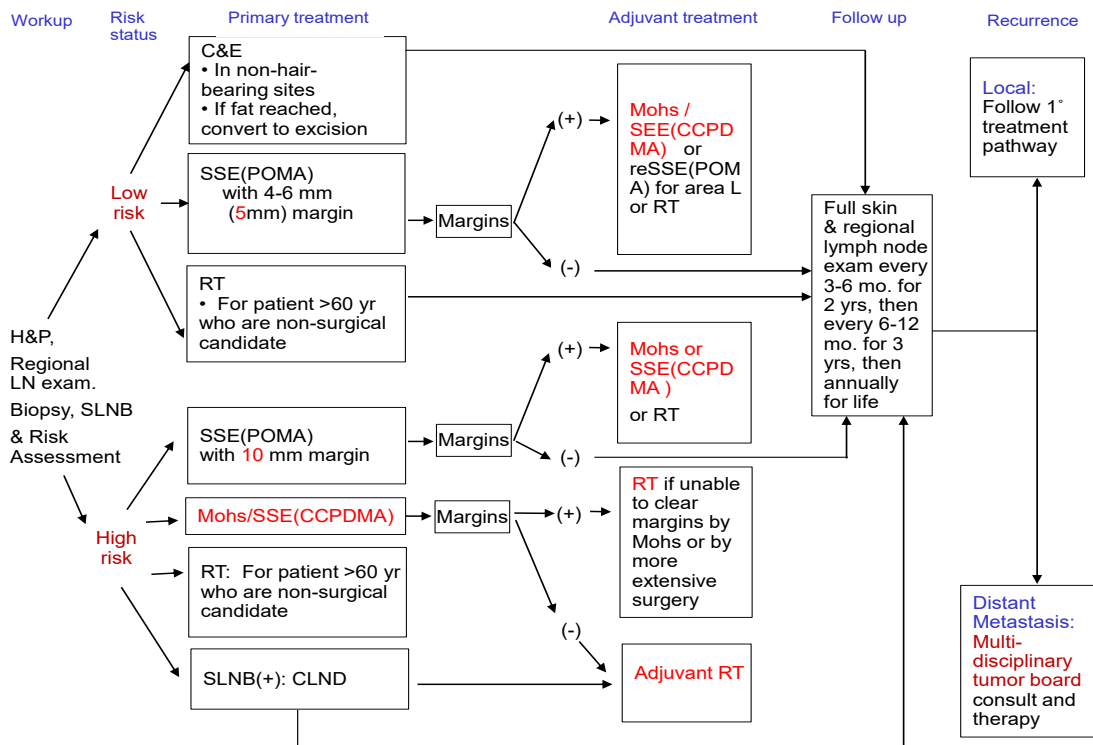 Workup
Risk
status
Primary treatment
Adjuvant treatment
Follow up
Recurrence
H&P,
Regional
LN exam.
Biopsy, SLNB
& Risk
Assessment
Low
risk
High
risk
C&E
• In non-hair-
bearing sites
• If fat reached,
convert to excision
SSE(POMA)
with 4-6 mm
(5mm) margin
RT
• For patient >60 yr
who are non-surgical
candidate
SSE(POMA)
with 10 mm margin
Mohs/SSE(CCPDMA)
RT: For patient >60 yr
who are non-surgical
candidate
SLNB(+): CLND
Margins
(+)
(-)
Margins
(+)
(-)
Margins
(+)
(-)
Mohs /
SEE(CCPD
MA) or
reSSE(POM
A) for area L
or RT
Mohs or
SSE(CCPD
MA )
or RT
RT if unable
to clear
margins by
Mohs or by
more
extensive
surgery
Adjuvant RT
Full skin
& regional
lymph node
exam every
3-6 mo. for
2 yrs, then
every 6-12
mo. for 3
yrs, then
annually
for life
Local:
Follow 1˚
treatment
pathway
Distant
Metastasis:
Multi-
disciplinary
tumor board
consult and
therapy